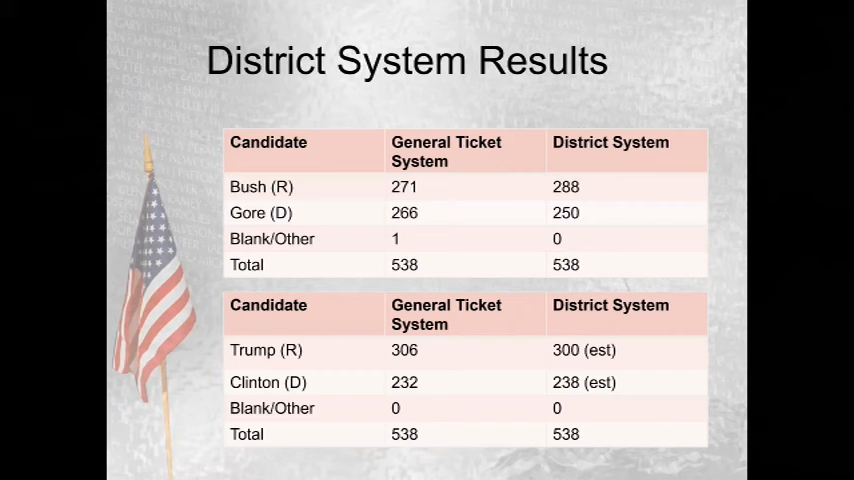 District System Results
Candidate General Ticket System District System
Bush (R) 271 288
Gore (D) 266 250
Blank/Other 1 0
Total 538 538
Candidate General Ticket System District System
Trump (R) 306 300 (est)
Clinton (D) 232 238 (est)
Blank/Other 0 0
Total 538 538